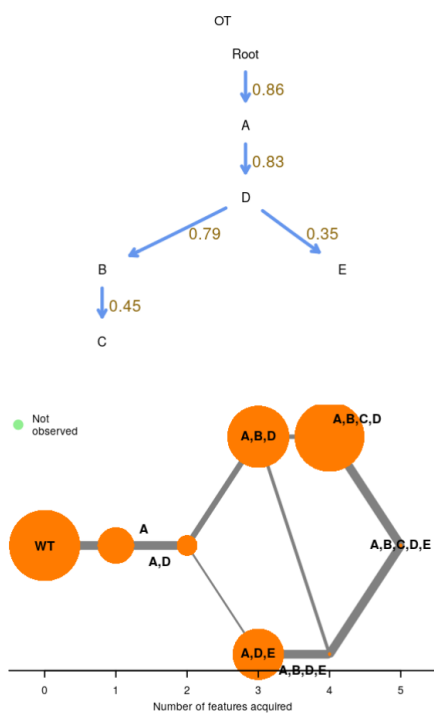 OT
Root
0.86
A
0.83
D
0.79
0.35
B
E
0.45
C
Not
observed
A,B,C,D
A,B,D
A
WT
A,B,C,D,E
A,D
A,D,E
A,B,D,E
0 1 2 3 4 5
Number of features acquired